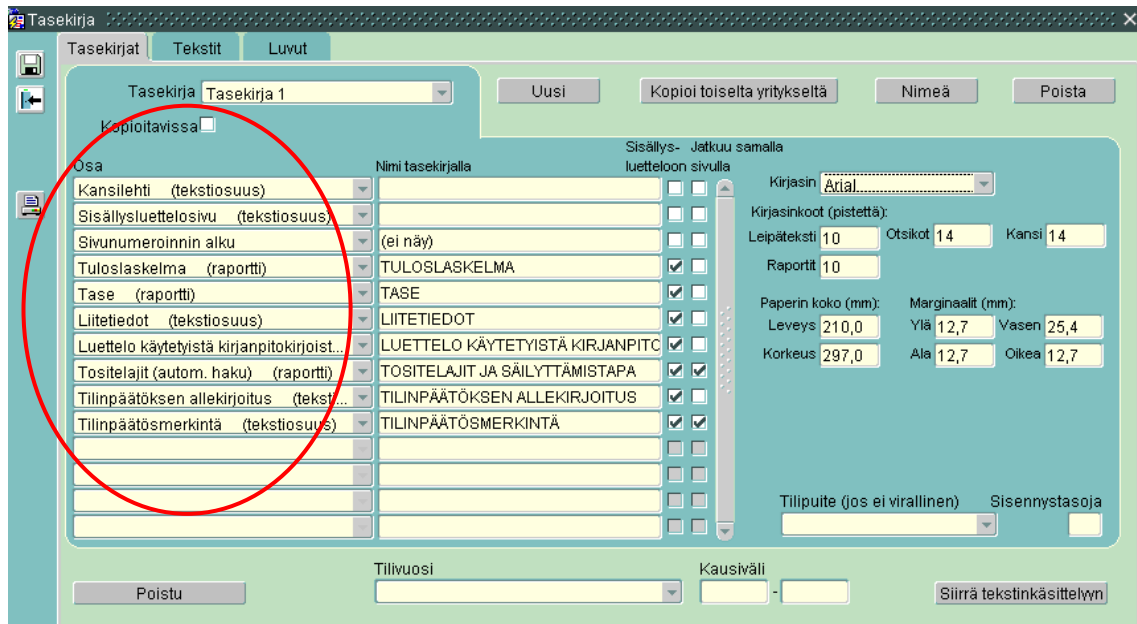 Tasekirja
Tasekirjat Tekstit Luvut
Tasekirja Tasekirja 1 Uusi Kopioi toiselta yritykseltä Nimeä Poista
Kopioitavissa
Sisällys- Jatkuu samalla
Osa Nimi tasekirjalla luetteloon sivulla
Kansilehti (tekstiosuus)
Kirjasin Arial
Sisällysluettelosivu (tekstiosuus)
Kirjasinkoot (pistettä):
Sivunumeroinnin alku (ei näy)
Leipäteksti 10 Otsikot 14 Kansi 14
Tuloslaskelma (raportti) TULOSLASKELMA
Raportit 10
Tase (raportti) TASE
Paperin koko (mm): Marginaalit (mm):
Liitetiedot (tekstiosuus) LIITETIEDOT
Leveys 210,0 Ylä 12,7 Vasen 25,4
Luettelo käytetyistä kirjanpitokirjoist... LUETTELO KÄYTETYISTÄ KIRJANPITO
Korkeus 297,0 Ala 12,7 Oikea 12,7
Tositelajit (autom. haku) (raportti) TOSITELAJIT JA SÄILYTTÄMISTAPA
Tilinpäätöksen allekirjoitus (teksti... TILINPÄÄTÖKSEN ALLEKIRJOITUS
Tilinpäätösmerkintä (tekstiosuus) TILINPÄÄTÖSMERKINTÄ
Tilipuite (jos ei virallinen) Sisennystasoja
Tilivuosi Kausiväli
Poistu - Siirrä tekstinkäsittelyyn